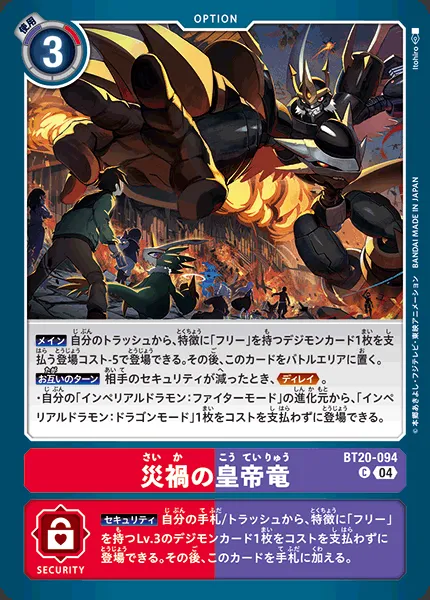 OPTION
使用
3
Itohiro
©本郷あきよし・フジテレビ・東映アニメーション BANDAI MADE IN JAPAN
メイン 自分のトラッシュから、特徴に「フリー」を持つデジモンカード1枚を支
払う登場コスト-5で登場できる。その後、このカードをバトルエリアに置く。
お互いのターン 相手のセキュリティが減ったとき、ディレイ。
・自分の「インペリアルドラモン:ファイターモード」の進化元から、「インペ
リアルドラモン:ドラゴンモード」1枚をコストを支払わずに登場できる。
災禍の皇帝竜
さいか こうていりゅう
BT20-094
C 04
セキュリティ 自分の手札/トラッシュから、特徴に「フリー」
を持つLv.3のデジモンカード1枚をコストを支払わずに
登場できる。その後、このカードを手札に加える。
SECURITY